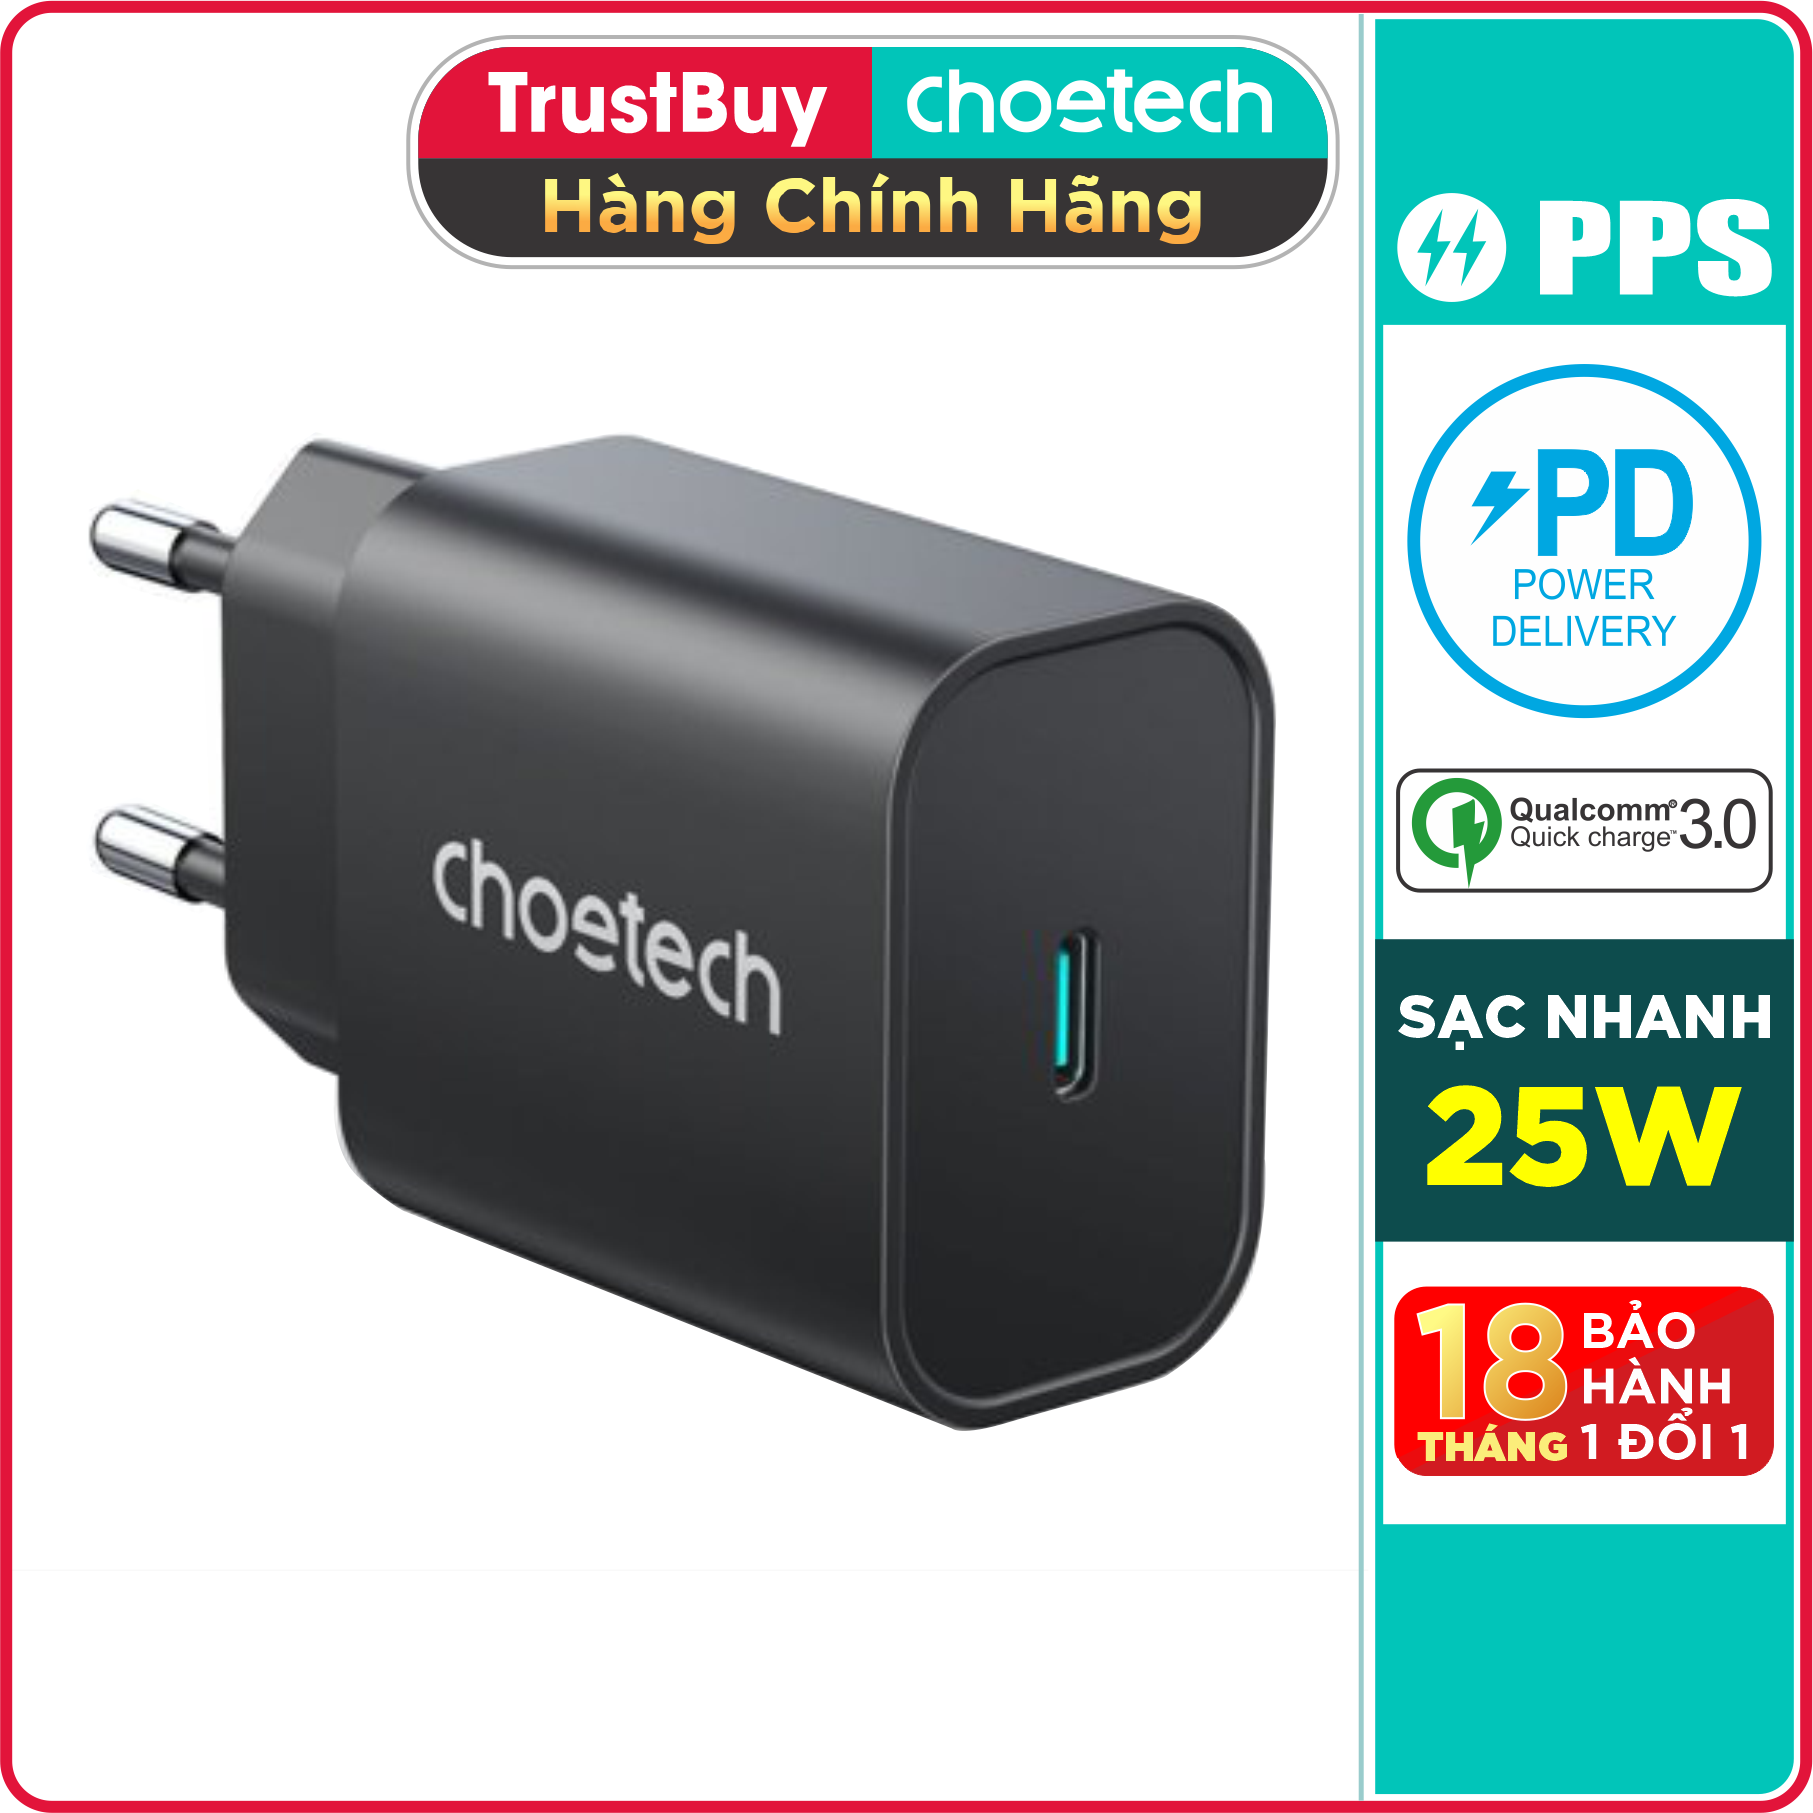 TrustBuy choetech
Hàng Chính Hãng
PPS
PD
POWER
DELIVERY
Qualcomm® 3.0
Quick charge™
choetech
SẠC NHANH
25W
18 THÁNG
BẢO
HÀNH
1 ĐỔI 1